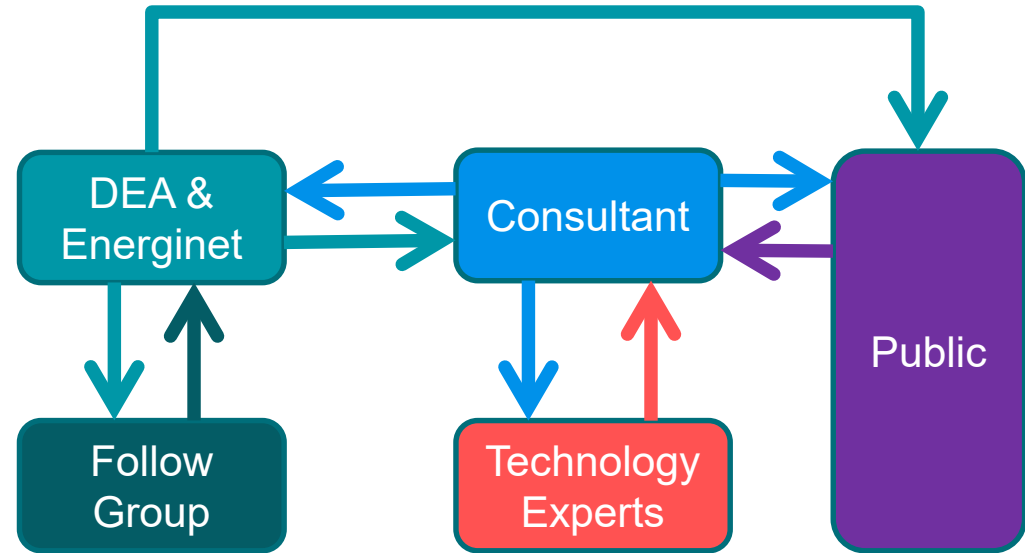 DEA &
Energinet
Consultant
Public
Follow
Group
Technology
Experts